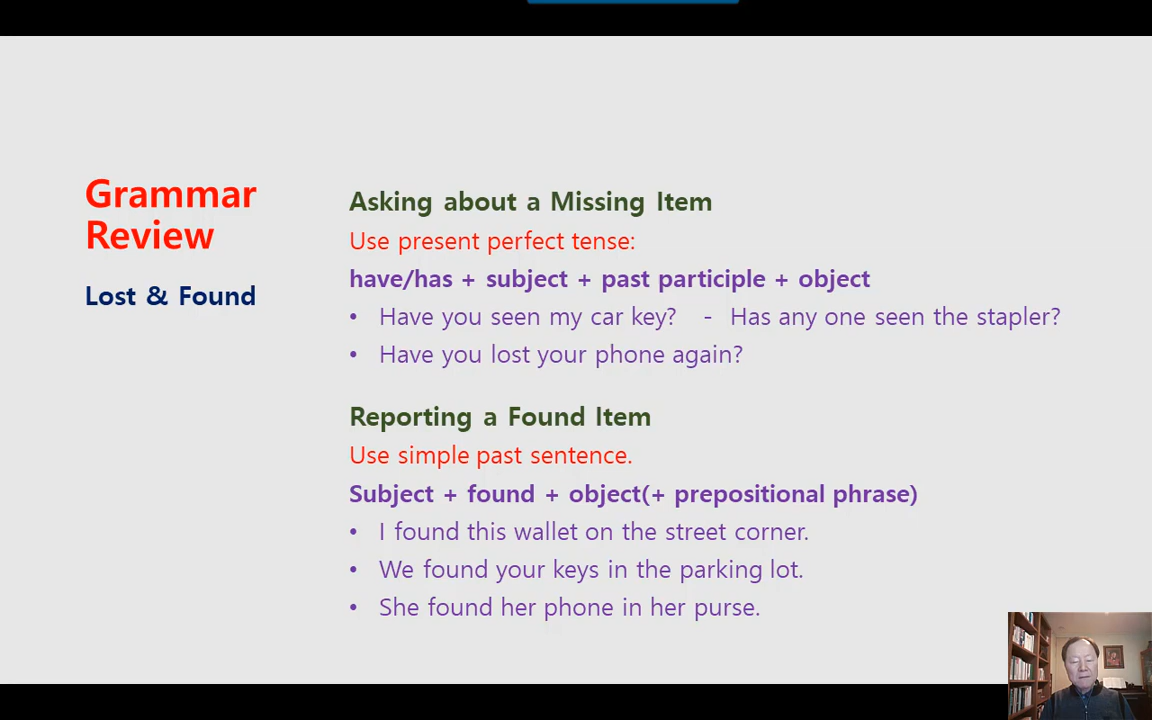 Grammar
Review
Lost & Found
Asking about a Missing Item
Use present perfect tense:
have/has + subject + past participle + object
• Have you seen my car key? - Has any one seen the stapler?
• Have you lost your phone again?
Reporting a Found Item
Use simple past sentence.
Subject + found + object(+ prepositional phrase)
• I found this wallet on the street corner.
• We found your keys in the parking lot.
• She found her phone in her purse.